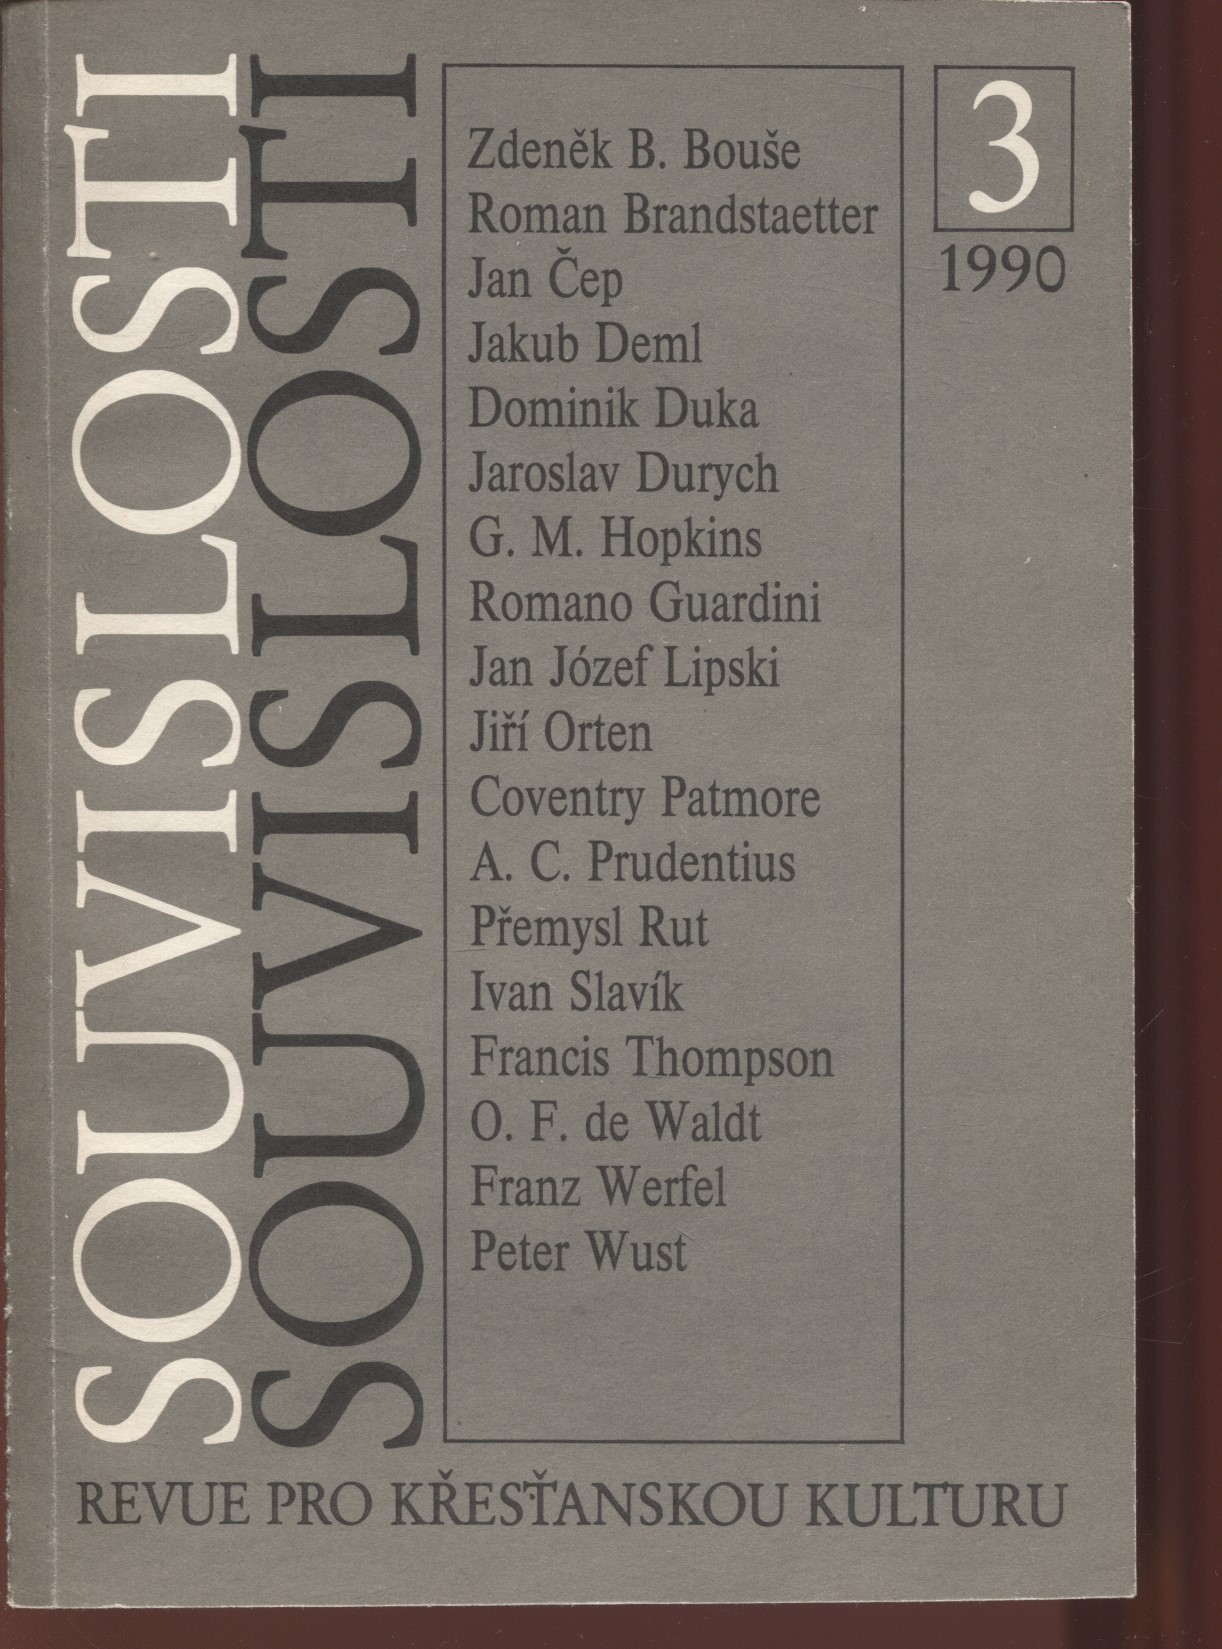 SOUVISLOSTI
SOUVISLOSTI
Zdeněk B. Bouše
Roman Brandstaetter
Jan Čep
Jakub Deml
Dominik Duka
Jaroslav Durych
G. M. Hopkins
Romano Guardini
Jan Józef Lipski
Jiří Orten
Coventry Patmore
A. C. Prudentius
Přemysl Rut
Ivan Slavík
Francis Thompson
O. F. de Waldt
Franz Werfel
Peter Wust
3
1990
REVUE PRO KŘESŤANSKOU KULTURU